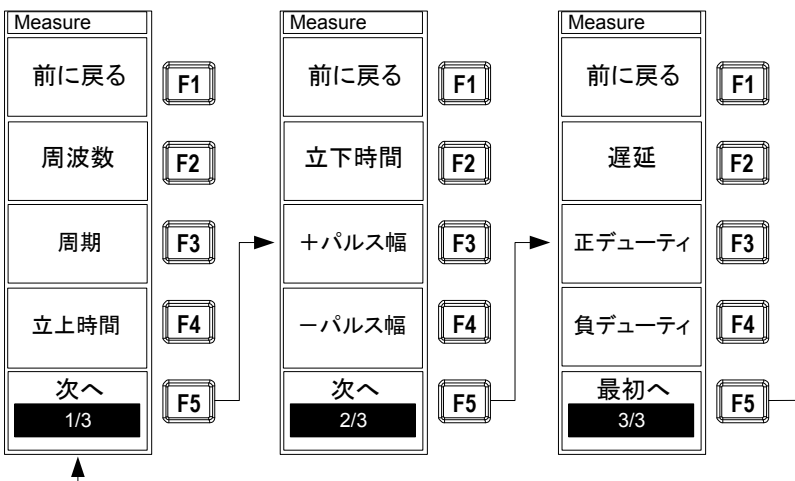 Measure
前に戻る
F1
周波数
F2
周期
F3
立上時間
F4
次へ
1/3
F5
Measure
前に戻る
F1
立下時間
F2
＋パルス幅
F3
－パルス幅
F4
次へ
2/3
F5
Measure
前に戻る
F1
遅延
F2
正デューティ
F3
負デューティ
F4
最初へ
3/3
F5